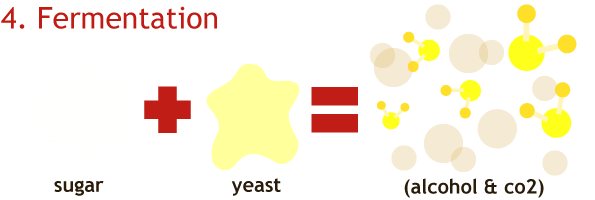 4. Fermentation
sugar
yeast
(alcohol & co2)